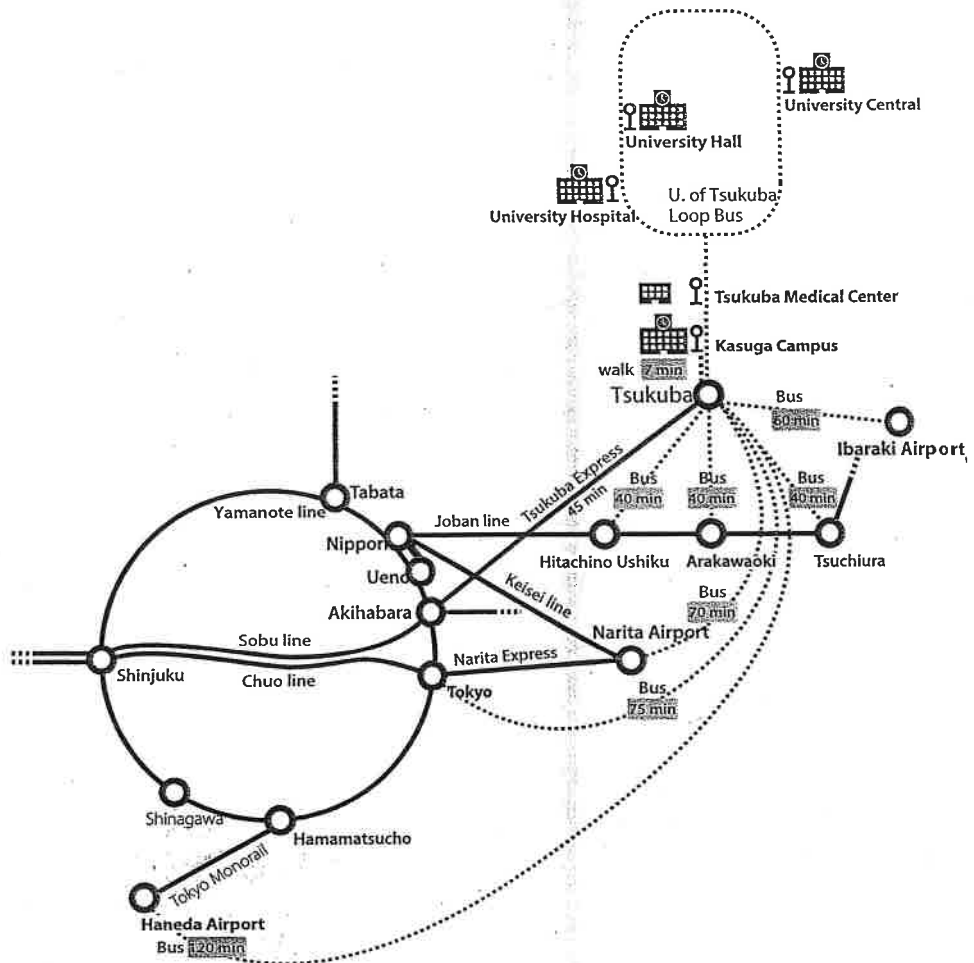 University Central
University Hall
U. of Tsukuba
Loop Bus
University Hospital
Tsukuba Medical Center
Kasuga Campus
walk 7 min
Tsukuba
Bus
60 min
Ibaraki Airport
Tsukuba Express
45 min
Bus
40 min
Bus
40 min
Bus
40 min
Tabata
Yamanote line
Joban line
Nippori
Hitachino Ushiku
Arakawaoki
Tsuchiura
Ueno
Keisei line
Akihabara
Bus
70 min
Narita Airport
Sobu line
Shinjuku
Chuo line
Narita Express
Tokyo
Bus
75 min
Shinagawa
Hamamatsucho
Tokyo Monorail
Haneda Airport
Bus 120 min